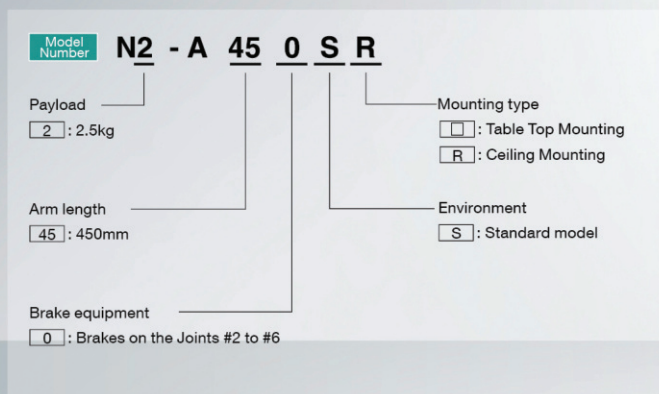 Model
Number
N2 - A 45 0 S R
Payload
2 : 2.5kg
Arm length
45 : 450mm
Brake equipment
0 : Brakes on the Joints #2 to #6
Mounting type
□ : Table Top Mounting
R : Ceiling Mounting
Environment
S : Standard model